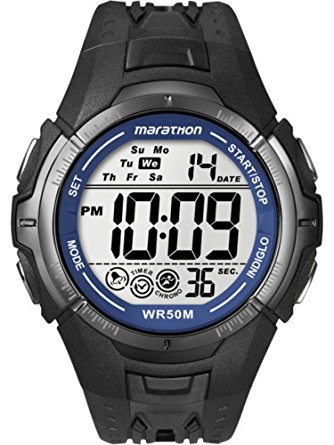 marathon
Su Mo
Tu We
Th Fr Sa
14
DATE
SET
START/STOP
PM
10:09
MODE
INDIGLO
TIMER
CHRONO
36
SEC.
WR50M